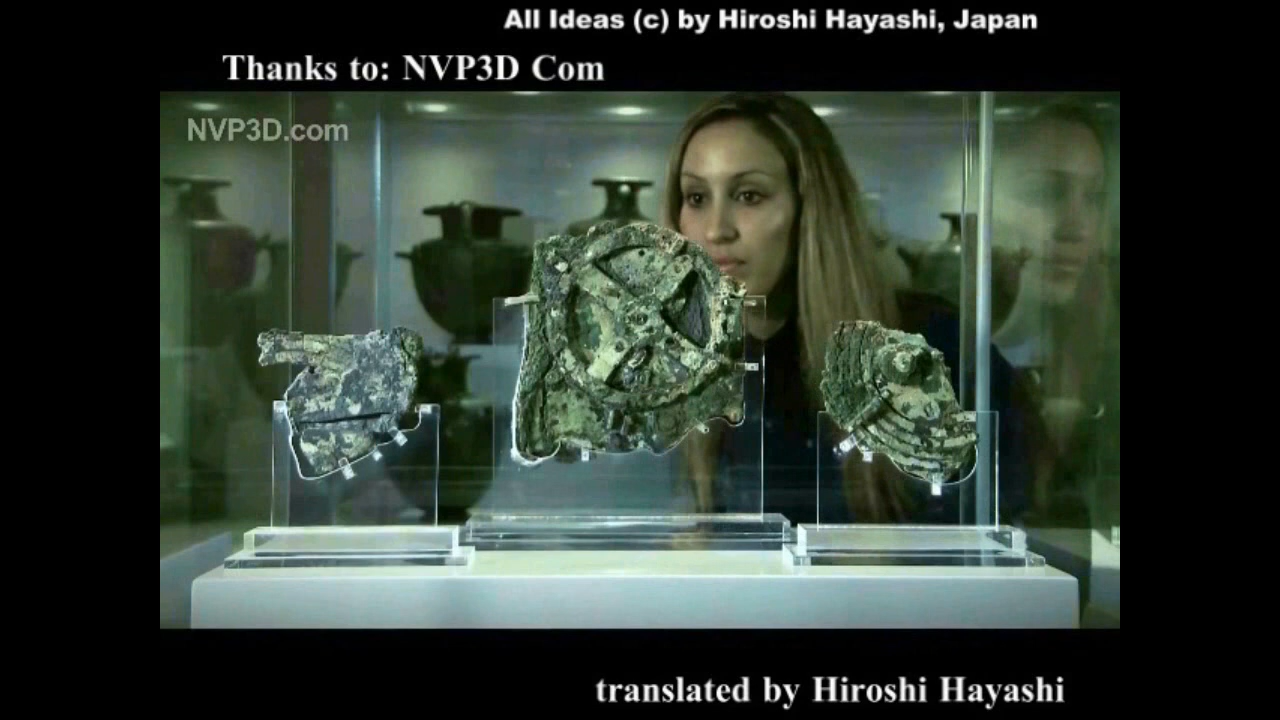 All Ideas (c) by Hiroshi Hayashi, Japan
Thanks to: NVP3D Com
NVP3D.com
translated by Hiroshi Hayashi